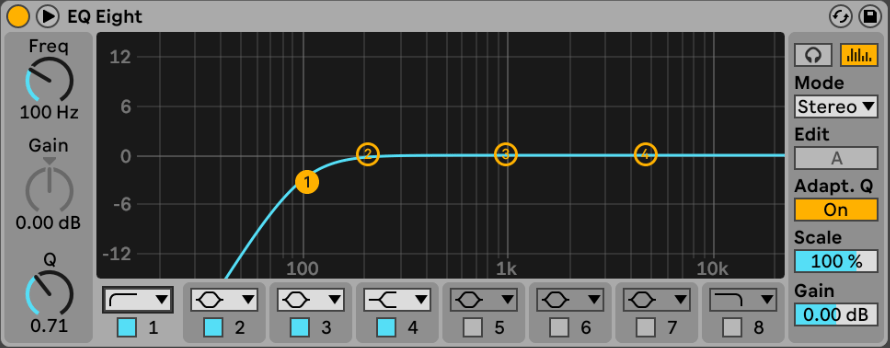 EQ Eight
Freq
100 Hz
Gain
0.00 dB
Q
0.71
12
6
0
-6
-12
100
1k
10k
1
2
3
4
1
2
3
4
5
6
7
8
Mode
Stereo
Edit
A
Adapt. Q
On
Scale
100 %
Gain
0.00 dB